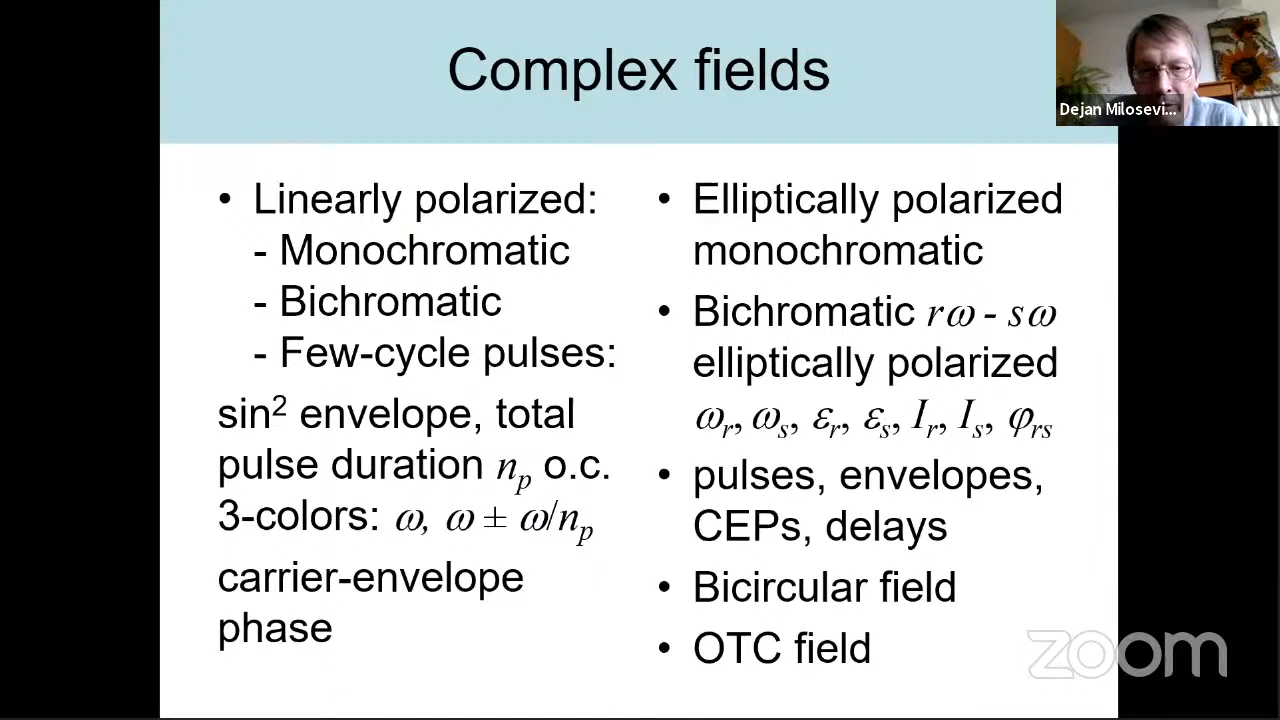 Complex fields
Dejan Milosevi...
• Linearly polarized:
- Monochromatic
- Bichromatic
- Few-cycle pulses:
sin² envelope, total
pulse duration nₚ o.c.
3-colors: ω, ω ± ω/nₚ
carrier-envelope
phase
• Elliptically polarized
monochromatic
• Bichromatic rω - sω
elliptically polarized
ωᵣ, ωₛ, εᵣ, εₛ, Iᵣ, Iₛ, φᵣₛ
• pulses, envelopes,
CEPs, delays
• Bicircular field
• OTC field
zoom